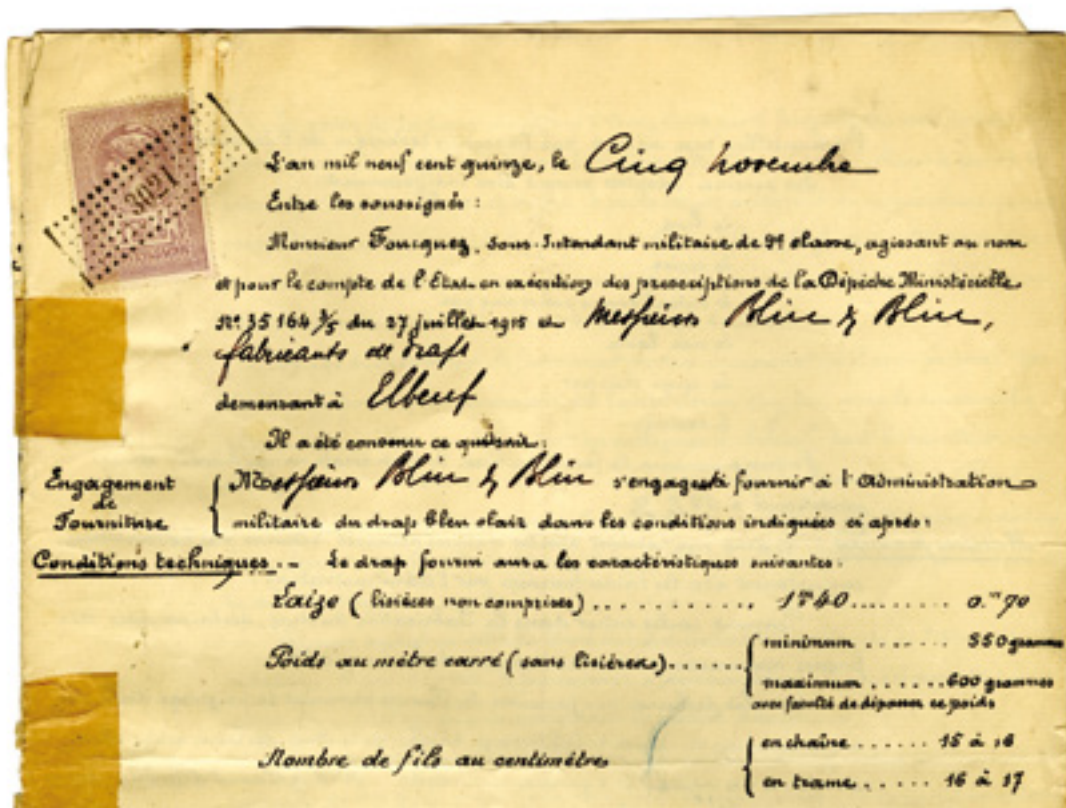 3021
L'an mil neuf cent quinze, le Cinq novembre
Entre les soussignés :
Monsieur Foucquez, Sous-Intendant militaire de classe, agissant au nom
et pour le compte de l'Etat en exécution des prescriptions de la Dépêche Ministérielle
No 35 164 3/5 du 27 juillet 1915 et Messieurs Blin & Blin,
fabricants de draps
demeurant à Elbeuf
Il a été convenu ce qui suit :
Engagement de Fourniture { Messieurs Blin & Blin s'engagent à fournir à l'Administration
militaire du drap bleu clair dans les conditions indiquées ci après :
Conditions techniques .- Le drap fourni aura les caractéristiques suivantes :
Laize (lisières non comprises) ........... 1m40 ......... 0.m70
Poids au mètre carré (sans lisières) ...... { minimum ....... 550 grammes
maximum ...... 600 grammes
avec faculté de dépasser ce poids
Nombre de fils au centimètre { en chaîne ...... 15 à 16
en trame ...... 16 à 17